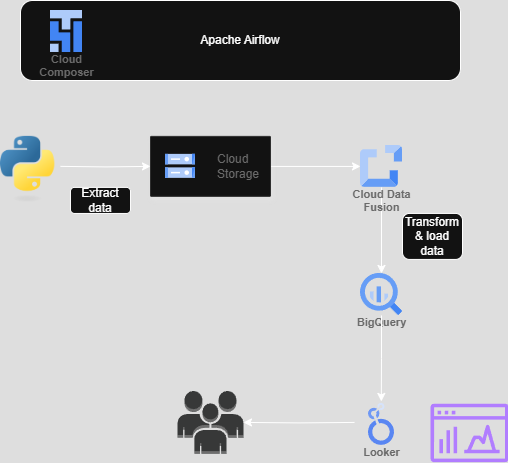 Apache Airflow
Cloud
Composer
Cloud
Storage
Extract
data
Cloud Data
Fusion
Transform
& load
data
BigQuery
Looker